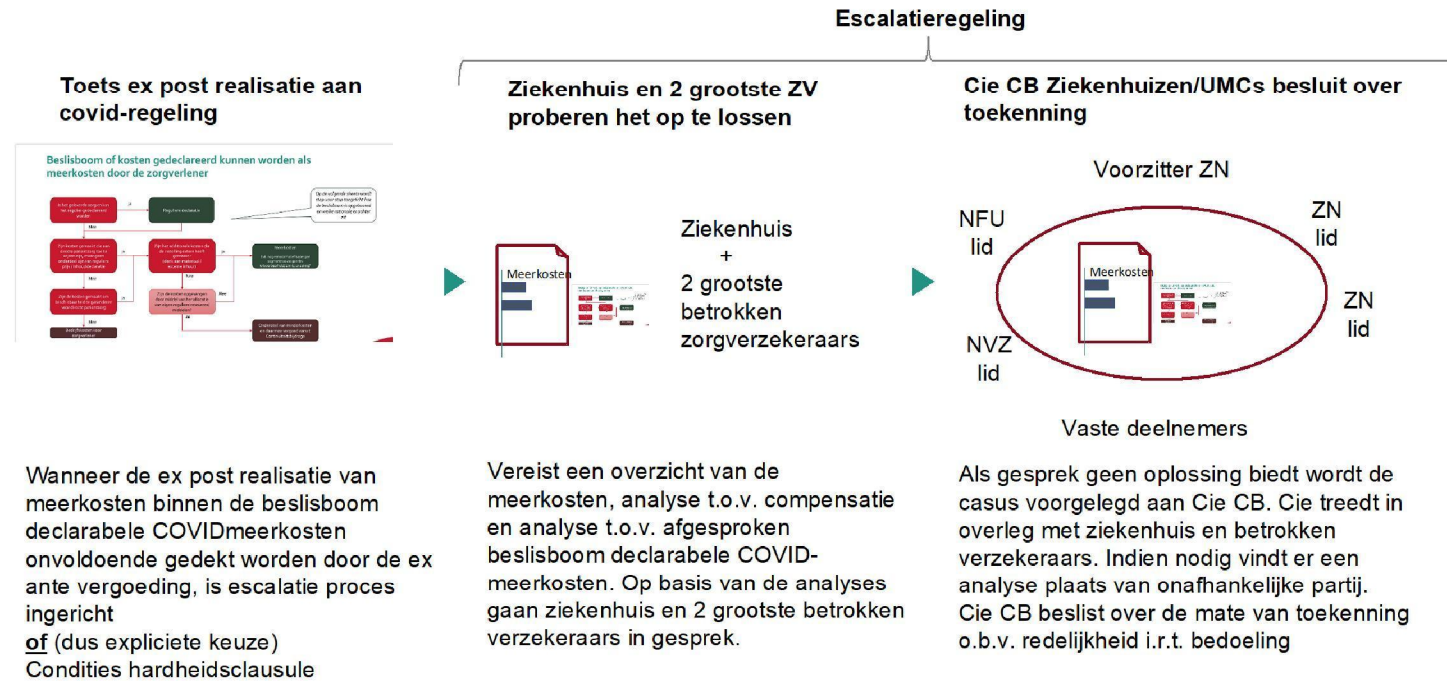 Escalatieregeling
Toets ex post realisatie aan
covid-regeling
Beslisboom of kosten gedeclareerd kunnen worden als
meerkosten door de zorgverlener
Wanneer de ex post realisatie van
meerkosten binnen de beslisboom
declarabele COVIDmeerkosten
onvoldoende gedekt worden door de ex
ante vergoeding, is escalatie proces
ingericht
of (dus expliciete keuze)
Condities hardheidsclausule
Ziekenhuis en 2 grootste ZV
proberen het op te lossen
Meerkosten
Ziekenhuis
+
2 grootste
betrokken
zorgverzekeraars
Vereist een overzicht van de
meerkosten, analyse t.o.v. compensatie
en analyse t.o.v. afgesproken
beslisboom declarabele COVID-
meerkosten. Op basis van de analyses
gaan ziekenhuis en 2 grootste betrokken
verzekeraars in gesprek.
Cie CB Ziekenhuizen/UMCs besluit over
toekenning
Voorzitter ZN
NFU
lid
ZN
lid
Meerkosten
ZN
lid
NVZ
lid
Vaste deelnemers
Als gesprek geen oplossing biedt wordt de
casus voorgelegd aan Cie CB. Cie treedt in
overleg met ziekenhuis en betrokken
verzekeraars. Indien nodig vindt er een
analyse plaats van onafhankelijke partij.
Cie CB beslist over de mate van toekenning
o.b.v. redelijkheid i.r.t. bedoeling